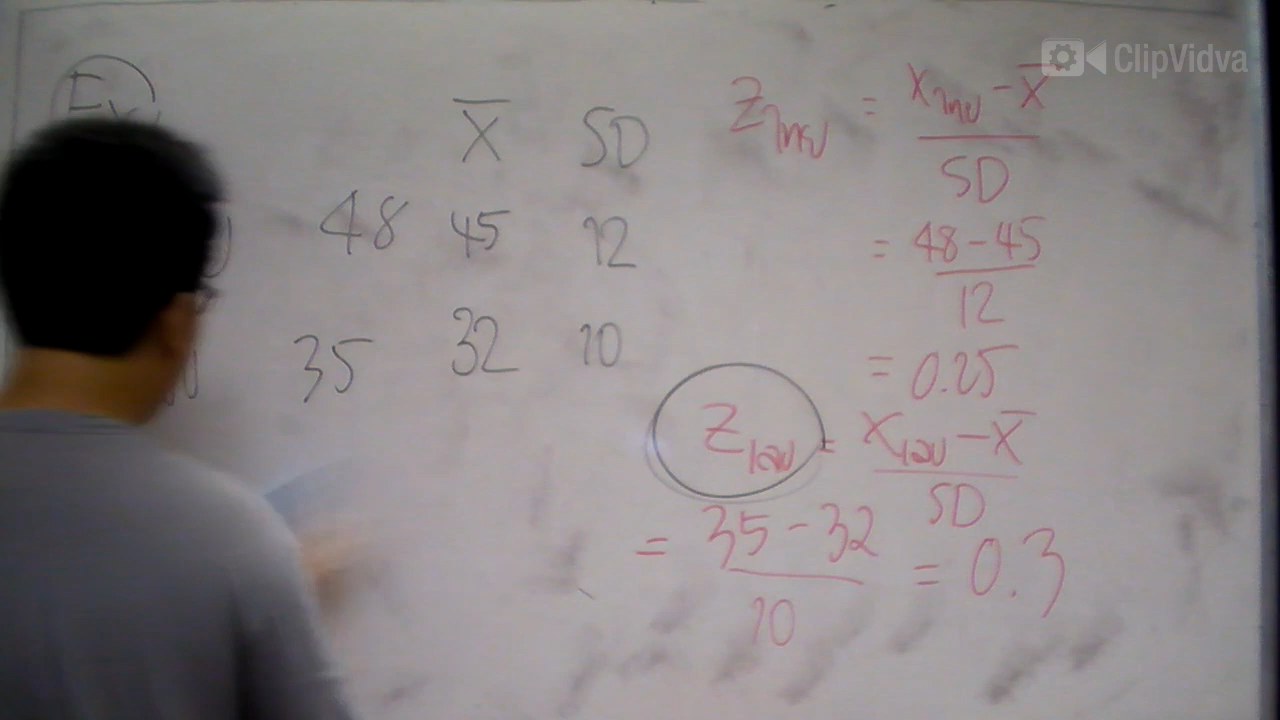 Ex
X̄ SD
48 45 12
35 32 10
Z = X - X̄
SD
= 48 - 45
12
= 0.25
Z = X - X̄
SD
= 35 - 32 = 0.3
10
ClipVidva